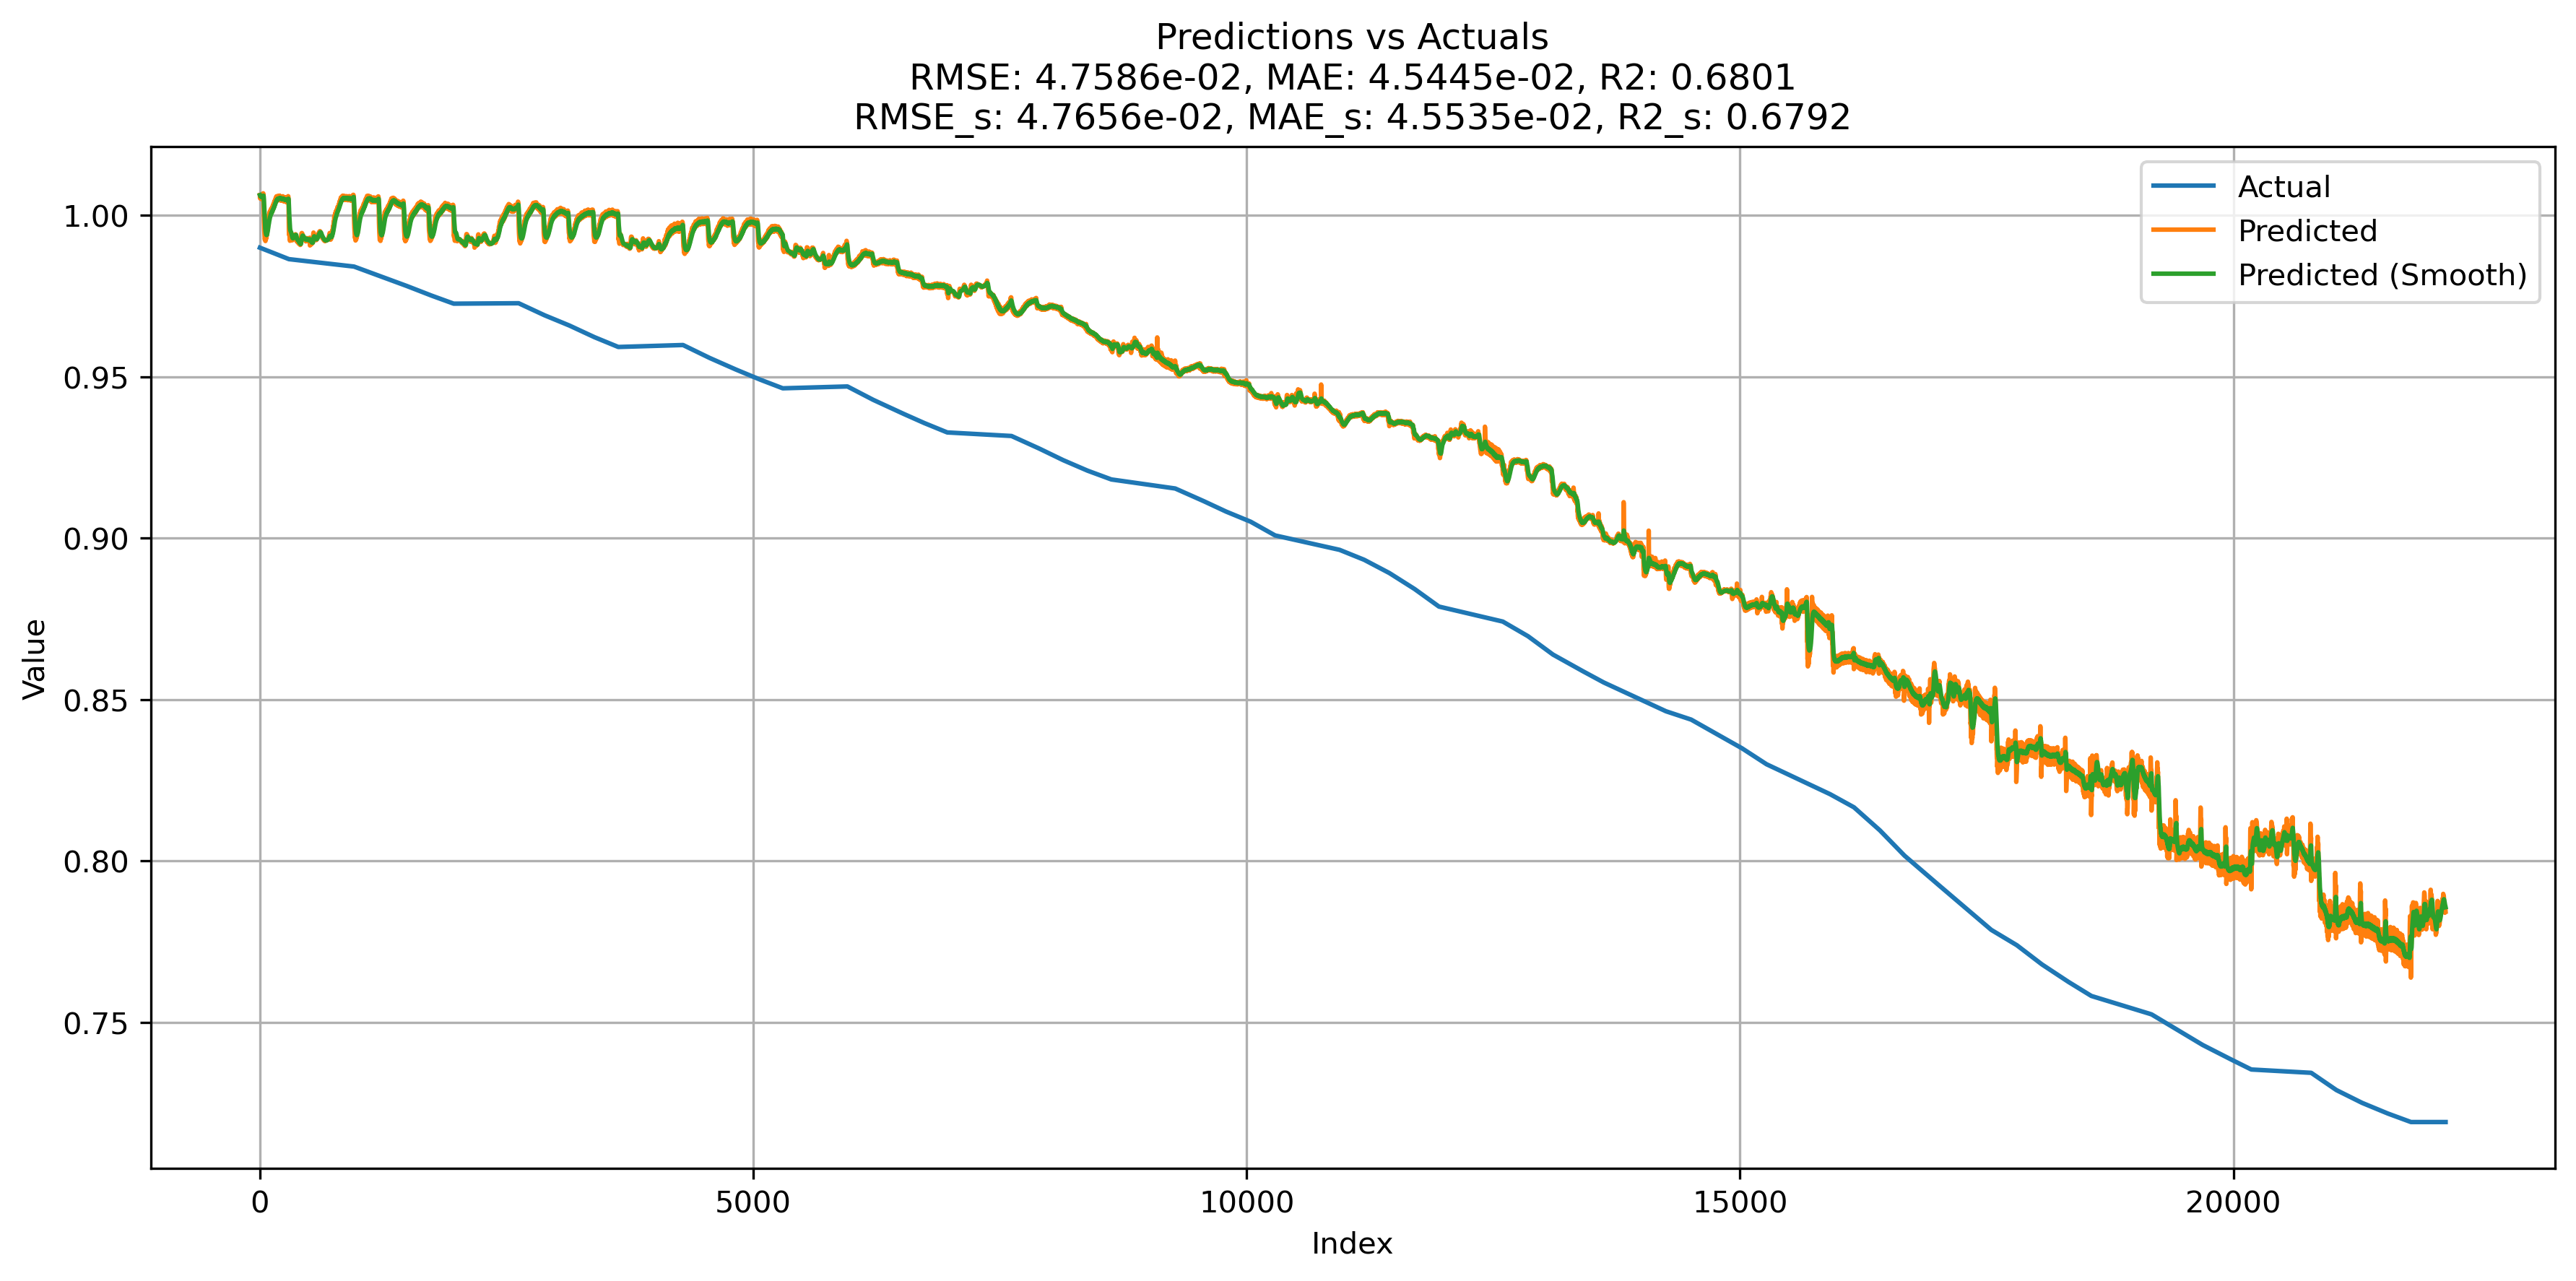 Predictions vs Actuals
RMSE: 4.7586e-02, MAE: 4.5445e-02, R2: 0.6801
RMSE_s: 4.7656e-02, MAE_s: 4.5535e-02, R2_s: 0.6792
Actual
Predicted
Predicted (Smooth)
1.00
0.95
0.90
0.85
0.80
0.75
Value
0 5000 10000 15000 20000
Index